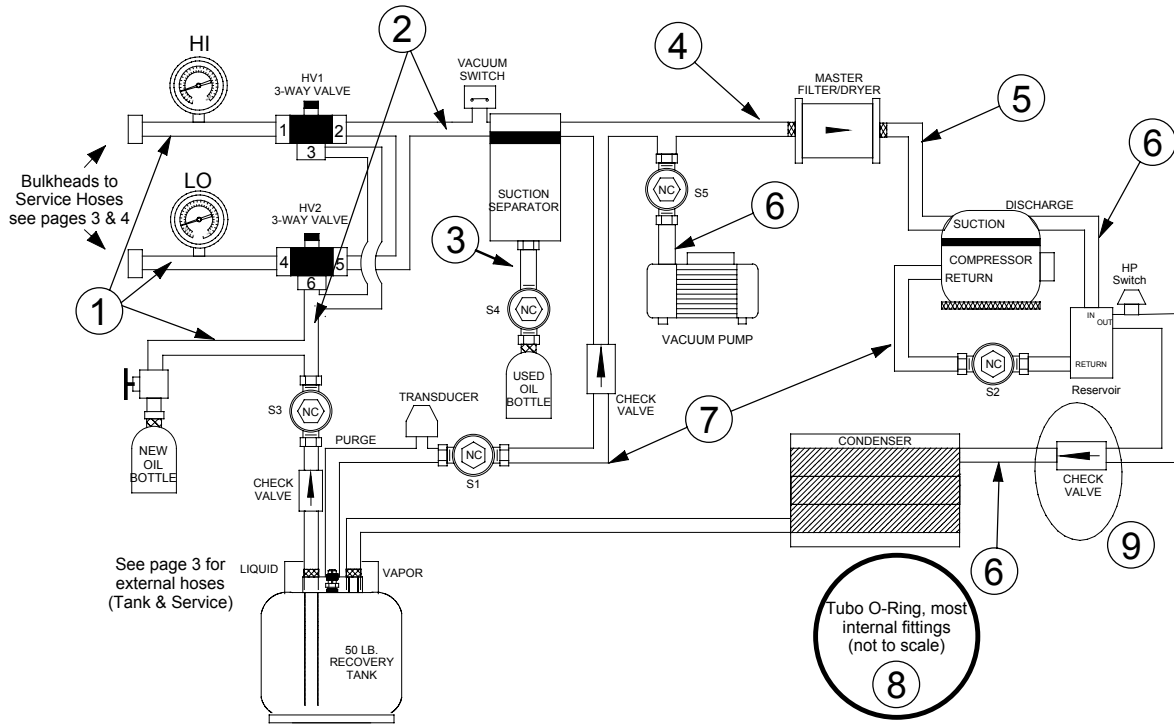 HI
HV1
3-WAY VALVE
1
2
3
2
VACUUM
SWITCH
4
MASTER
FILTER/DRYER
5
6
Bulkheads to
Service Hoses
see pages 3 & 4
LO
HV2
3-WAY VALVE
4
5
6
1
SUCTION
SEPARATOR
3
S4
NC
USED
OIL
BOTTLE
NC
S5
6
VACUUM PUMP
DISCHARGE
SUCTION
COMPRESSOR
RETURN
HP
Switch
IN
OUT
RETURN
Reservoir
NC
S2
CHECK
VALVE
7
NEW
OIL
BOTTLE
S3
NC
CHECK
VALVE
TRANSDUCER
PURGE
NC
S1
CONDENSER
CHECK
VALVE
9
6
See page 3 for
external hoses
(Tank & Service)
LIQUID
VAPOR
50 LB.
RECOVERY
TANK
Tubo O-Ring, most
internal fittings
(not to scale)
8